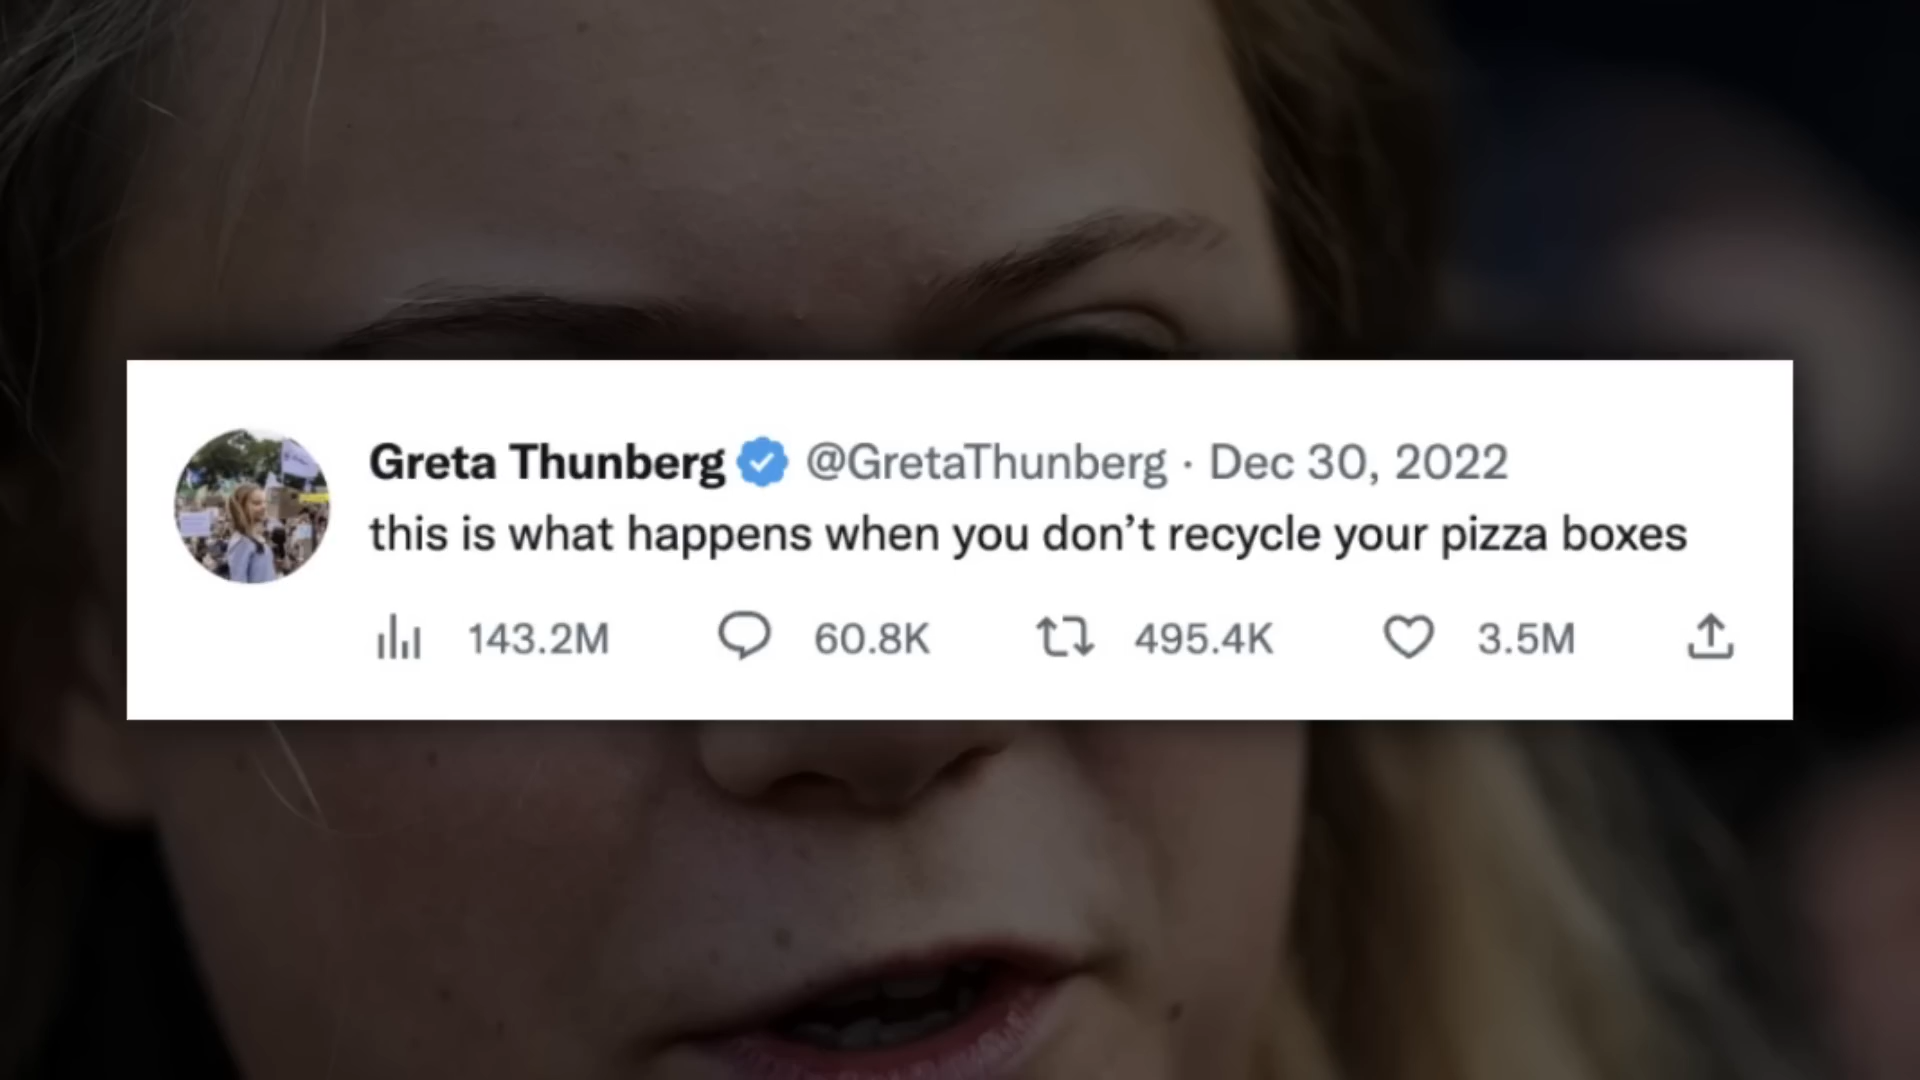 Greta Thunberg @GretaThunberg · Dec 30, 2022
this is what happens when you don’t recycle your pizza boxes
143.2M 60.8K 495.4K 3.5M